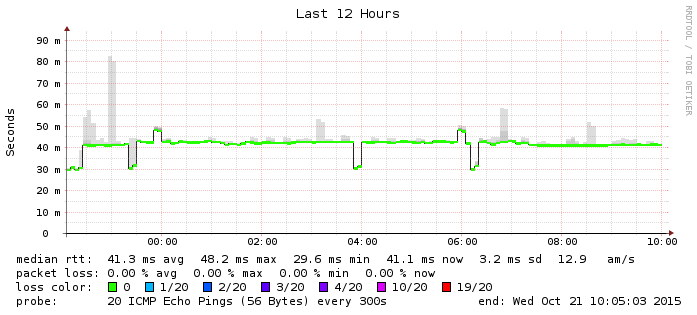 Last 12 Hours
RRDTOOL / TOBI OETIKER
Seconds
90 m
80 m
70 m
60 m
50 m
40 m
30 m
20 m
10 m
0
00:00 02:00 04:00 06:00 08:00 10:00
median rtt: 41.3 ms avg 48.2 ms max 29.6 ms min 41.1 ms now 3.2 ms sd 12.9 am/s
packet loss: 0.00 % avg 0.00 % max 0.00 % min 0.00 % now
loss color: 0 1/20 2/20 3/20 4/20 10/20 19/20
probe: 20 ICMP Echo Pings (56 Bytes) every 300s end: Wed Oct 21 10:05:03 2015